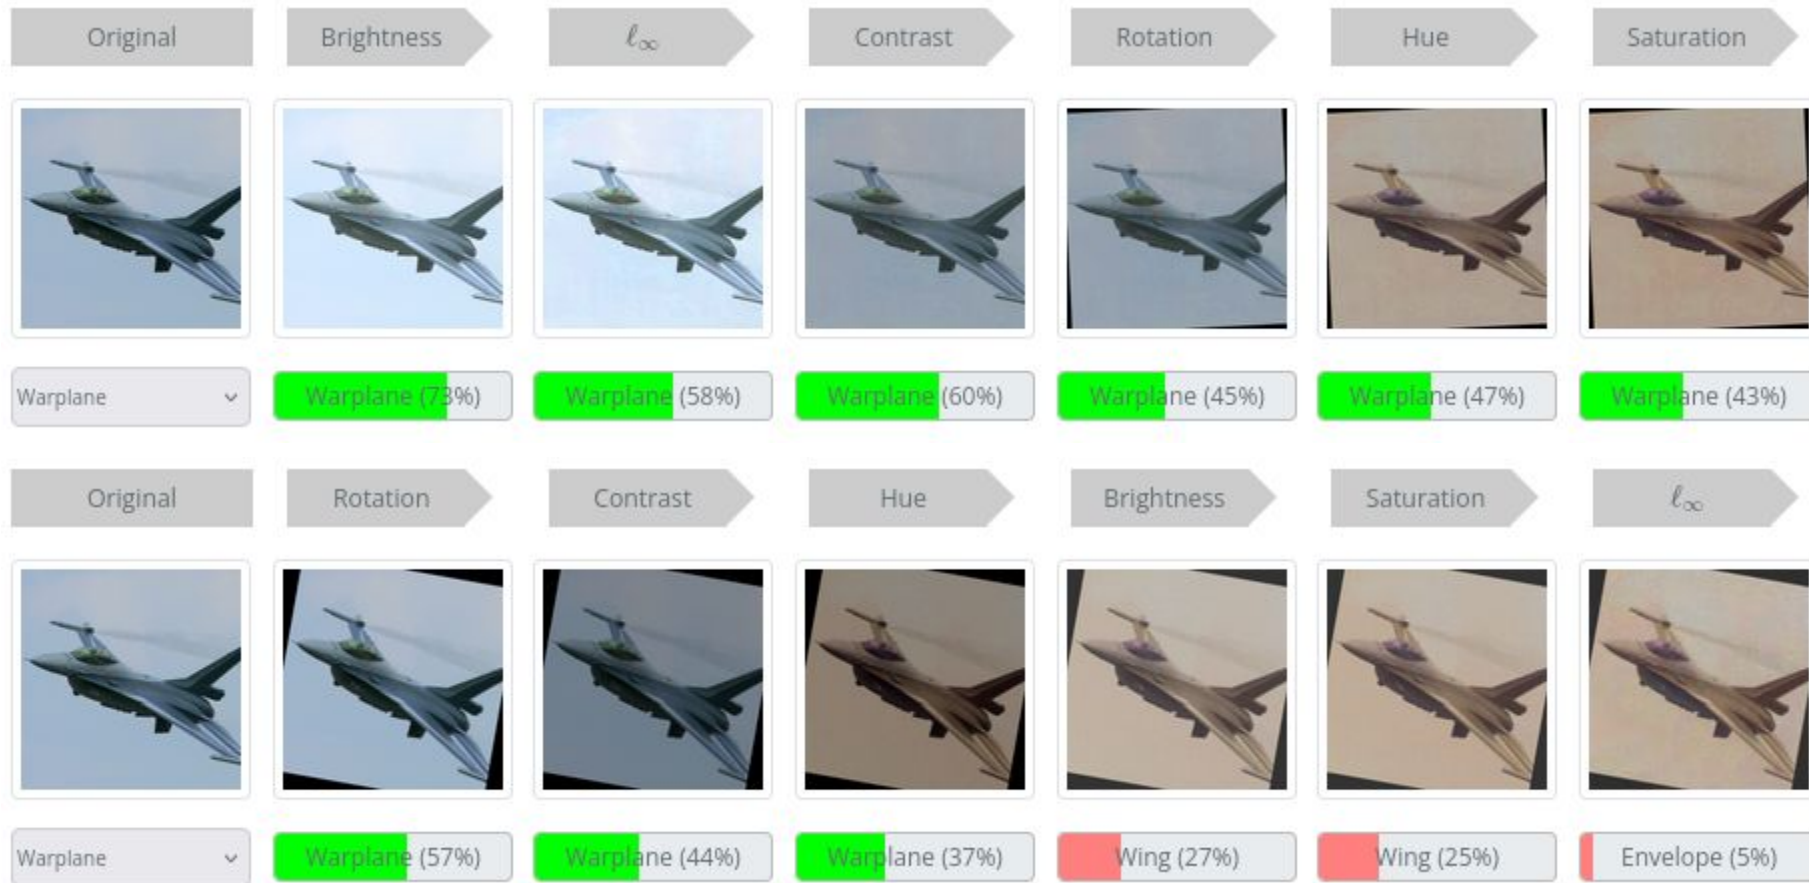 Original Brightness ℓ∞ Contrast Rotation Hue Saturation
Warplane Warplane (73%) Warplane (58%) Warplane (60%) Warplane (45%) Warplane (47%) Warplane (43%)
Original Rotation Contrast Hue Brightness Saturation ℓ∞
Warplane Warplane (57%) Warplane (44%) Warplane (37%) Wing (27%) Wing (25%) Envelope (5%)